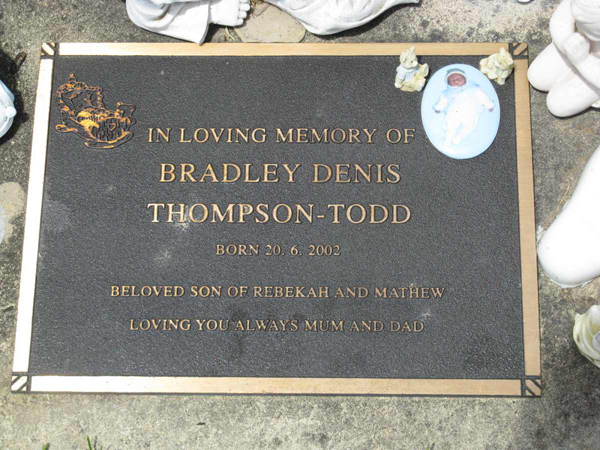 IN LOVING MEMORY OF
BRADLEY DENIS
THOMPSON-TODD
BORN 20. 6. 2002
BELOVED SON OF REBEKAH AND MATHEW
LOVING YOU ALWAYS MUM AND DAD